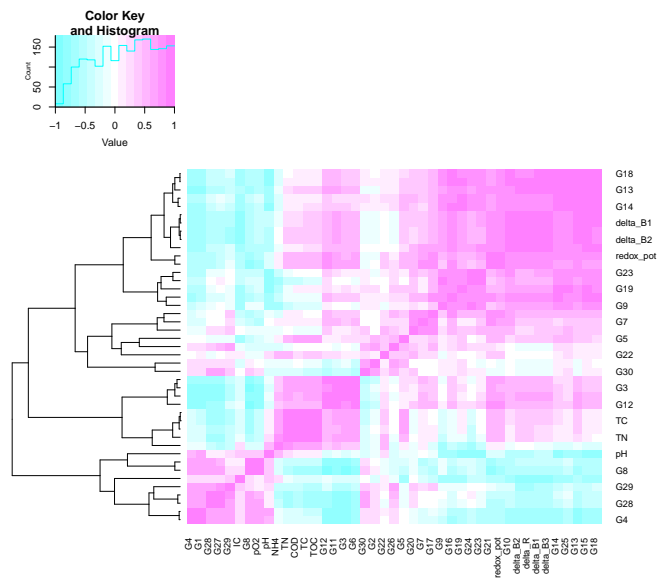 Color Key
and Histogram
Count
0 50 150
−1 −0.5 0 0.5 1
Value
G18
G13
G14
delta_B1
delta_B2
redox_pot
G23
G19
G9
G7
G5
G22
G30
G3
G12
TC
TN
pH
G8
G29
G28
G4
G4 G1 G28 G27 G29 IC G8 pO2 pH NH4 TN COD TC TOC G12 G11 G3 G6 G30 G2 G22 G26 G5 G20 G7 G17 G9 G16 G19 G24 G23 G21 redox_pot G10 delta_B2 delta_R delta_B1 delta_B3 G14 G25 G13 G15 G18